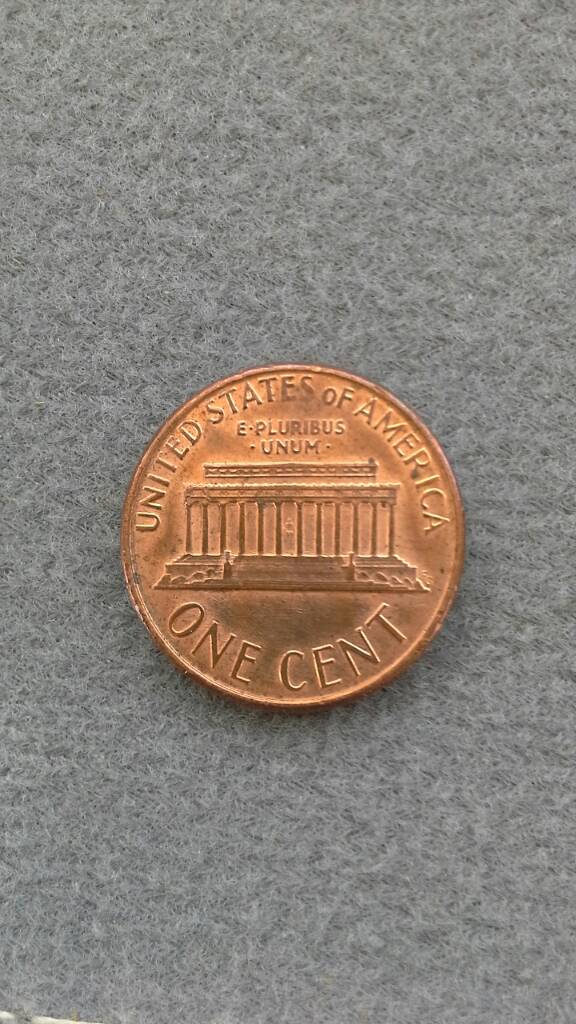 UNITED STATES OF AMERICA
E·PLURIBUS
·UNUM·
ONE CENT